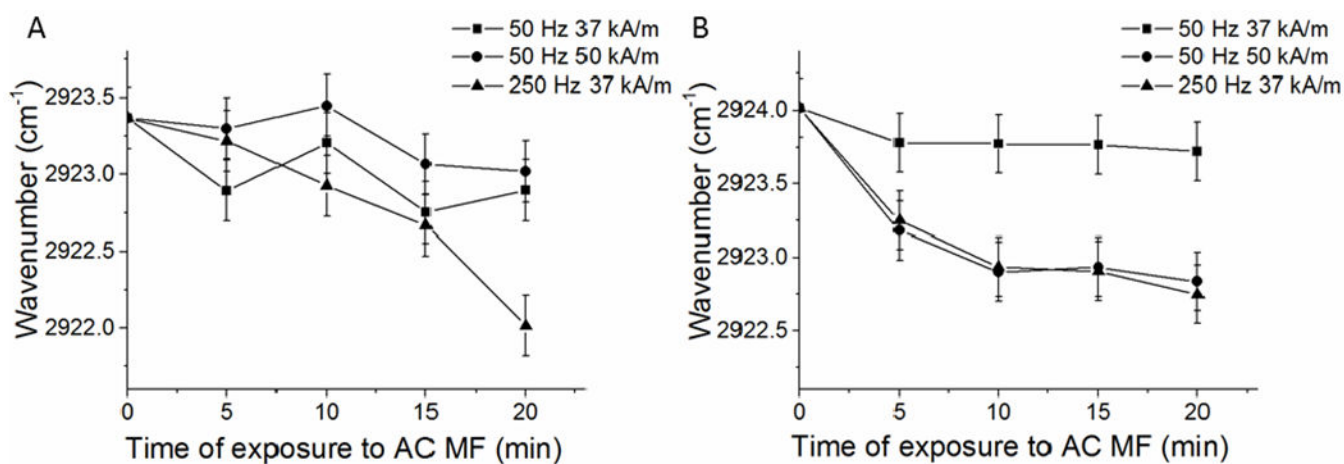 A
50 Hz 37 kA/m
50 Hz 50 kA/m
250 Hz 37 kA/m
Wavenumber (cm⁻¹)
2923.5
2923.0
2922.5
2922.0
0 5 10 15 20
Time of exposure to AC MF (min)
B
50 Hz 37 kA/m
50 Hz 50 kA/m
250 Hz 37 kA/m
Wavenumber (cm⁻¹)
2924.0
2923.5
2923.0
2922.5
0 5 10 15 20
Time of exposure to AC MF (min)